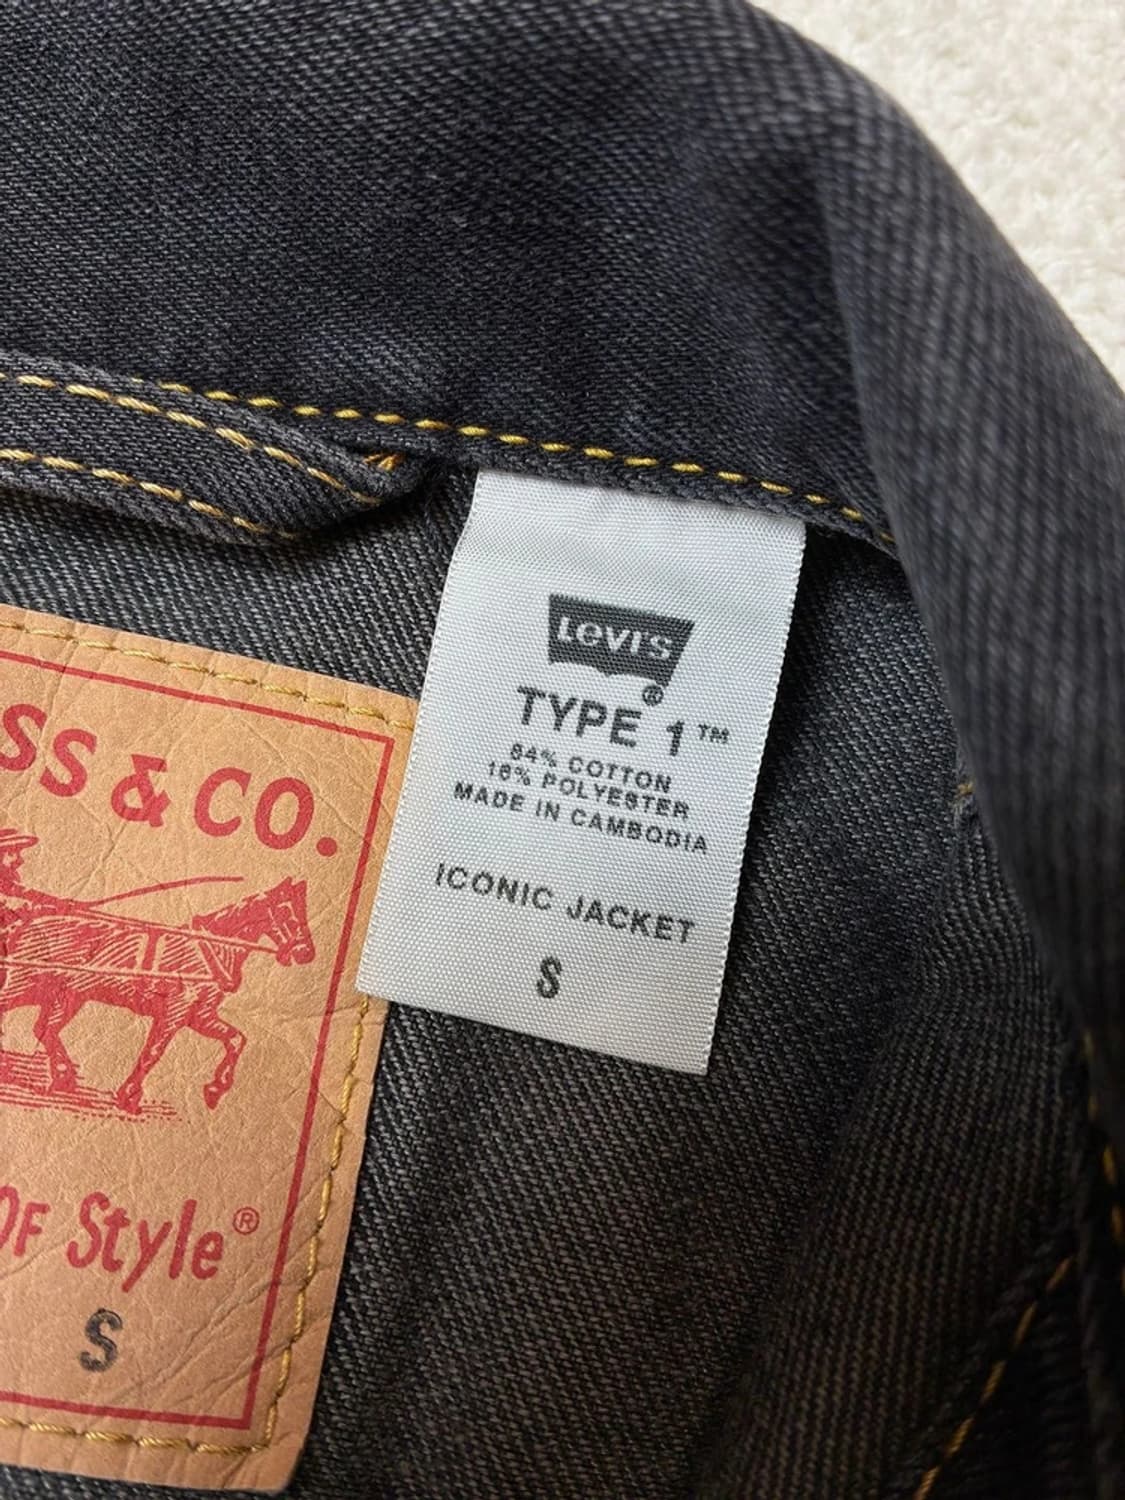 SS & CO.
OF Style®
S
Levi's
®
TYPE 1™
84% COTTON
16% POLYESTER
MADE IN CAMBODIA
ICONIC JACKET
S